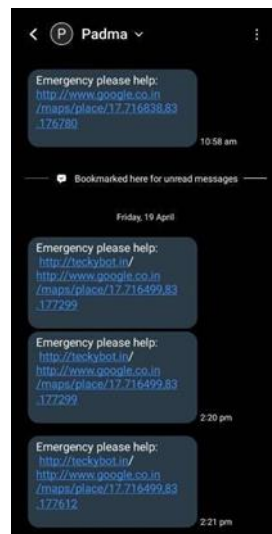 P Padma
Emergency please help:
http://www.google.co.in
/maps/place/17.716838,83
.176780
10:58 am
Bookmarked here for unread messages
Friday, 19 April
Emergency please help:
http://teckybot.in/
http://www.google.co.in
/maps/place/17.716499,83
.177299
Emergency please help:
http://teckybot.in/
http://www.google.co.in
/maps/place/17.716499,83
.177299
2:20 pm
Emergency please help:
http://teckybot.in/
http://www.google.co.in
/maps/place/17.716499,83
.177612
2:21 pm